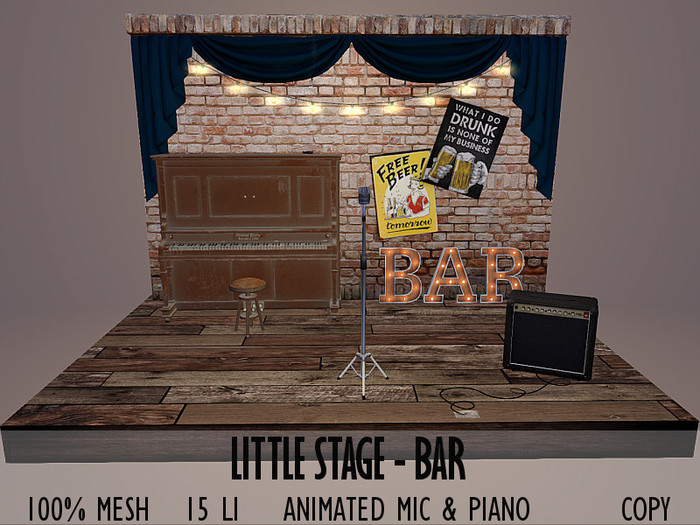 WHAT I DO
DRUNK
IS NONE OF
MY BUSINESS
FREE
BEER!
tomorrow
BAR
LITTLE STAGE - BAR
100% MESH 15 LI ANIMATED MIC & PIANO COPY